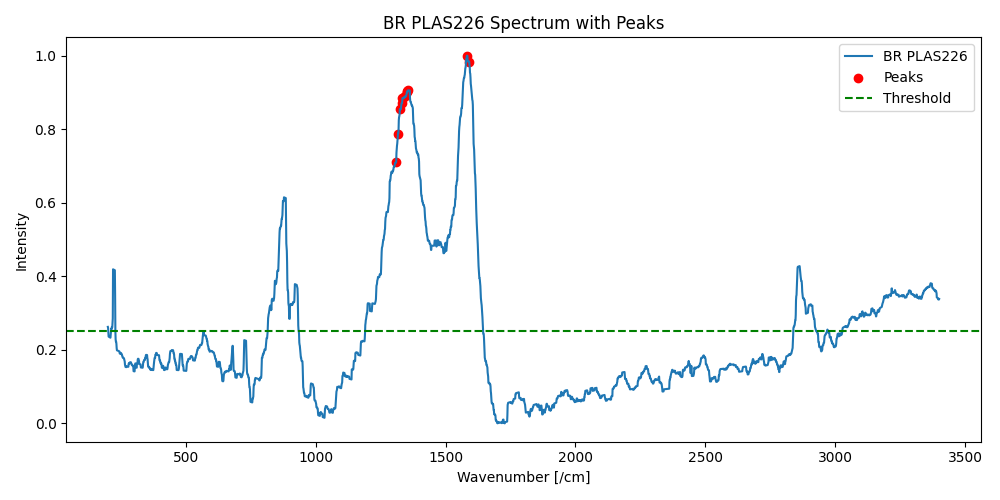 BR PLAS226 Spectrum with Peaks
BR PLAS226
Peaks
Threshold
Intensity
1.0
0.8
0.6
0.4
0.2
0.0
500 1000 1500 2000 2500 3000 3500
Wavenumber [/cm]